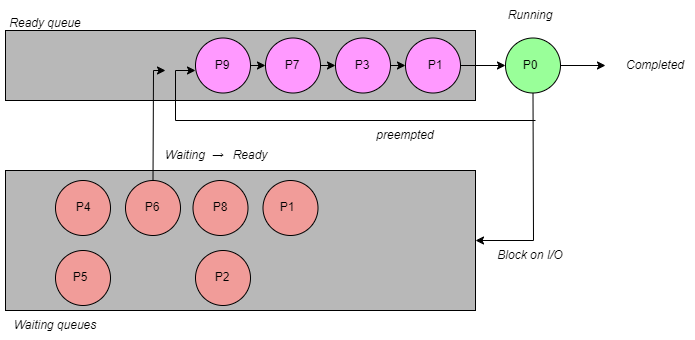 Ready queue
Running
P9
P7
P3
P1
P0
Completed
preempted
Waiting → Ready
P4
P6
P8
P1
P5
P2
Block on I/O
Waiting queues